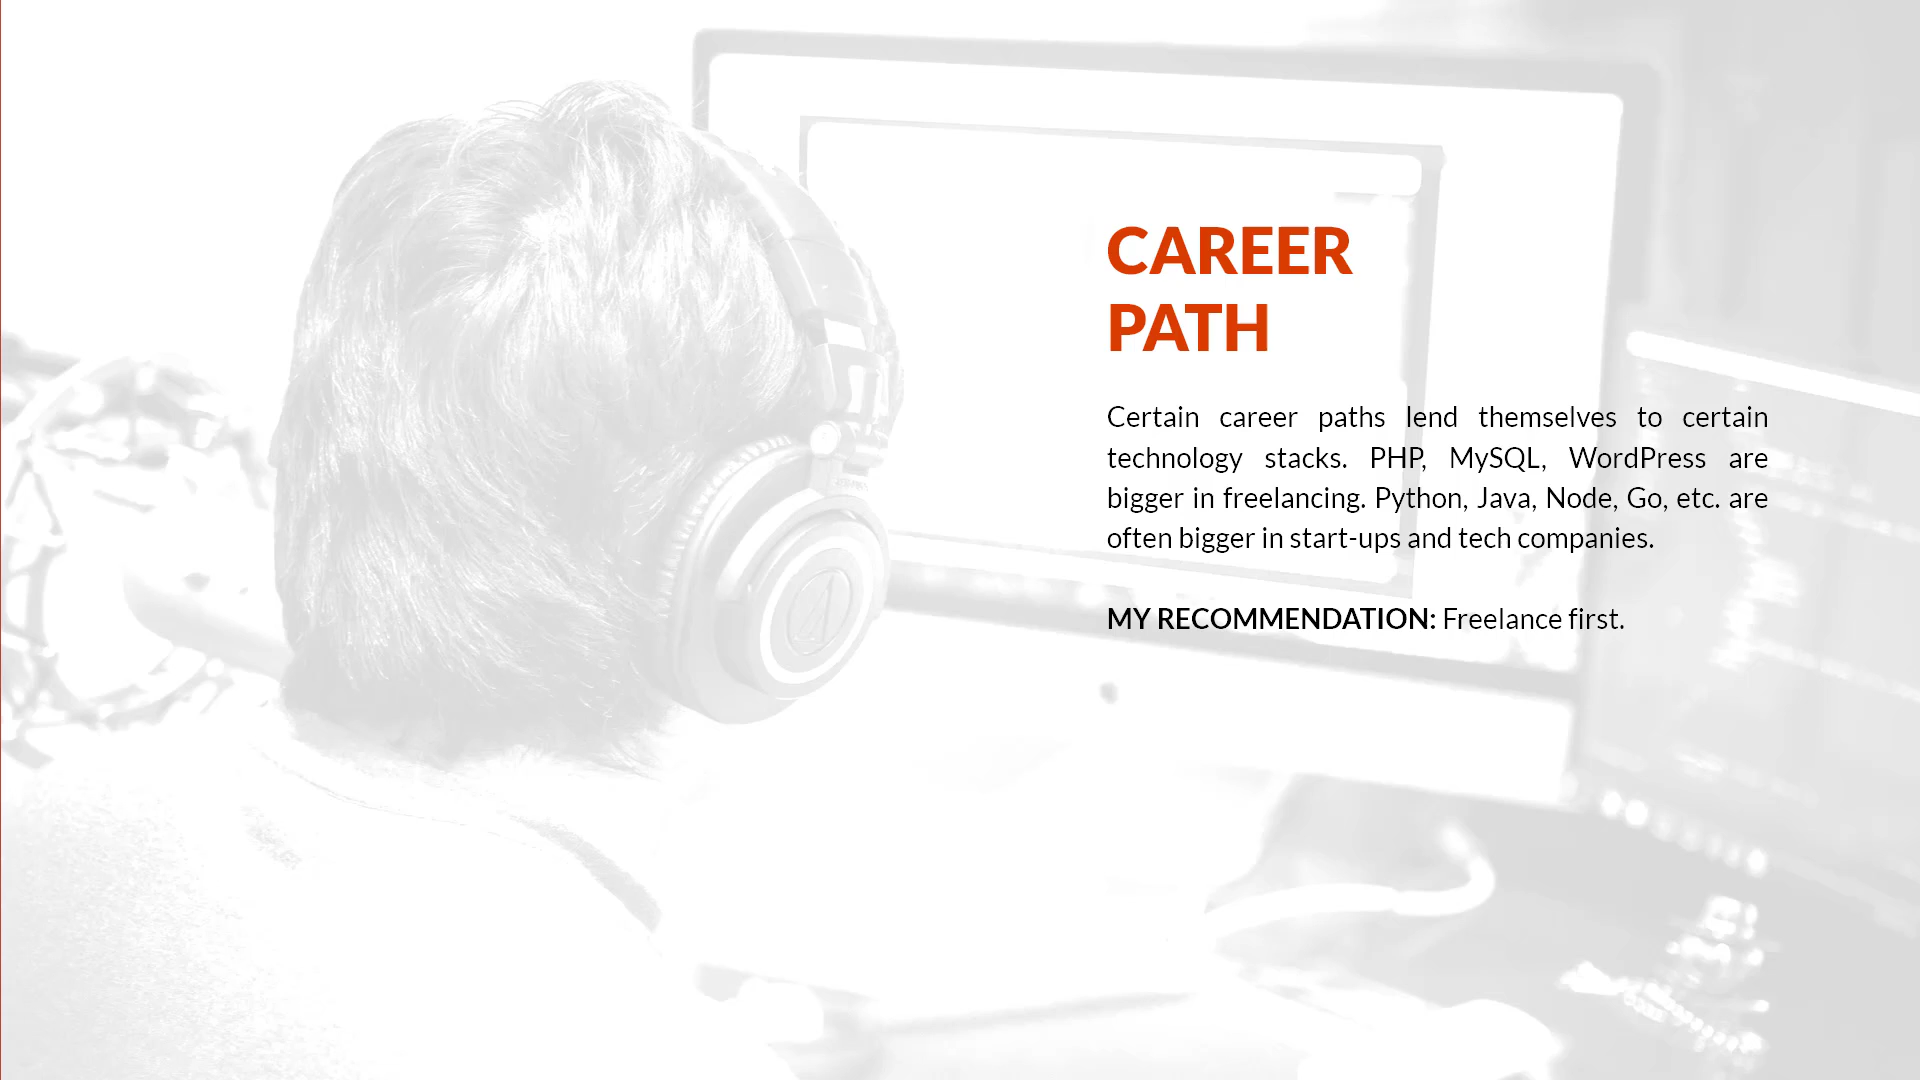 CAREER
PATH
Certain career paths lend themselves to certain
technology stacks. PHP, MySQL, WordPress are
bigger in freelancing. Python, Java, Node, Go, etc. are
often bigger in start-ups and tech companies.
MY RECOMMENDATION: Freelance first.